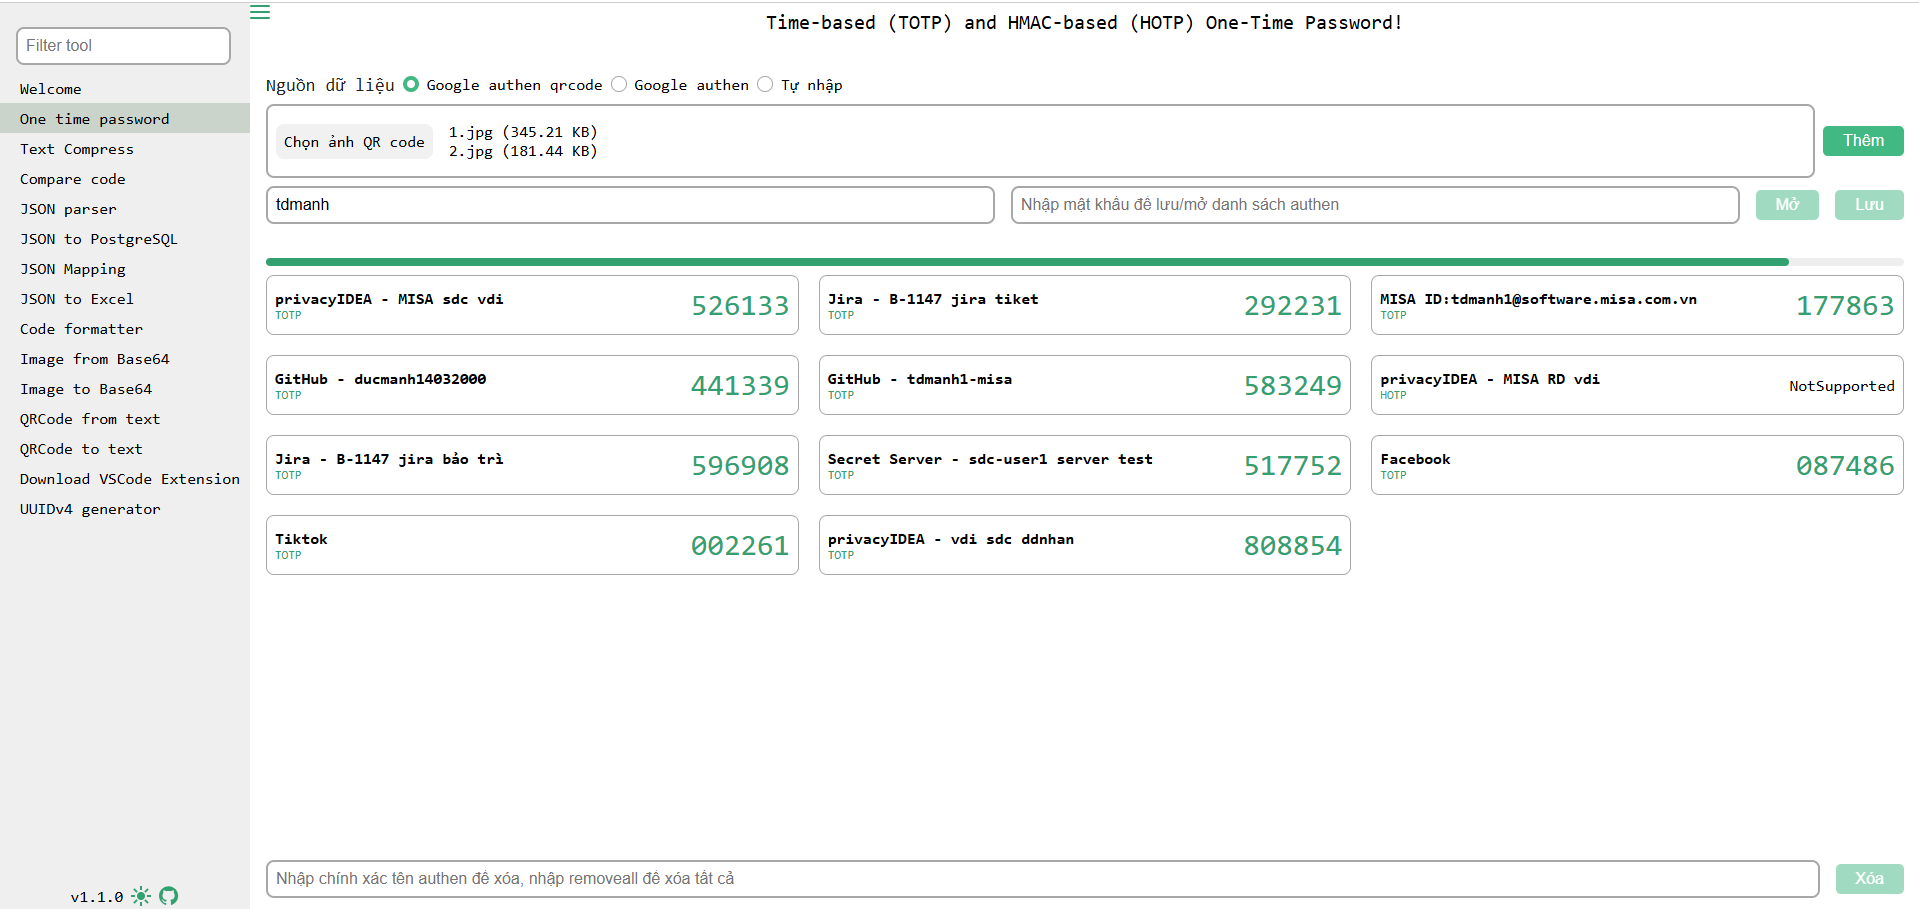 Time-based (TOTP) and HMAC-based (HOTP) One-Time Password!
Filter tool
Welcome
One time password
Text Compress
Compare code
JSON parser
JSON to PostgreSQL
JSON Mapping
JSON to Excel
Code formatter
Image from Base64
Image to Base64
QRCode from text
QRCode to text
Download VSCode Extension
UUIDv4 generator
v1.1.0
Nguồn dữ liệu Google authen qrcode Google authen Tự nhập
Chọn ảnh QR code
1.jpg (345.21 KB)
2.jpg (181.44 KB)
Thêm
tdmanh
Nhập mật khẩu để lưu/mở danh sách authen
Mở
Lưu
privacyIDEA - MISA sdc vdi
TOTP
526133
Jira - B-1147 jira tiket
TOTP
292231
MISA ID:tdmanh1@software.misa.com.vn
TOTP
177863
GitHub - ducmanh14032000
TOTP
441339
GitHub - tdmanh1-misa
TOTP
583249
privacyIDEA - MISA RD vdi
HOTP
NotSupported
Jira - B-1147 jira bảo trì
TOTP
596908
Secret Server - sdc-user1 server test
TOTP
517752
Facebook
TOTP
087486
Tiktok
TOTP
002261
privacyIDEA - vdi sdc ddnhan
TOTP
808854
Nhập chính xác tên authen để xóa, nhập removeall để xóa tất cả
Xóa